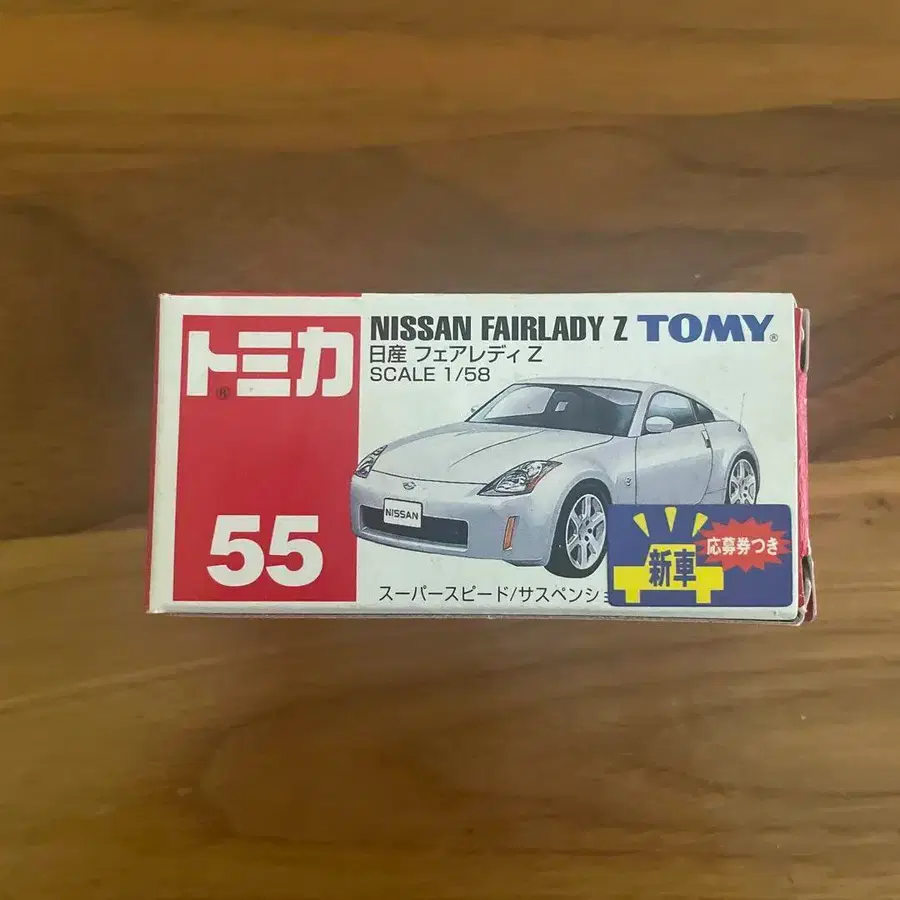 トミカ®
55
NISSAN FAIRLADY Z TOMY®
日産 フェアレディ Z
SCALE 1/58
NISSAN
スーパースピード/サスペンショ
新車
応募券つき